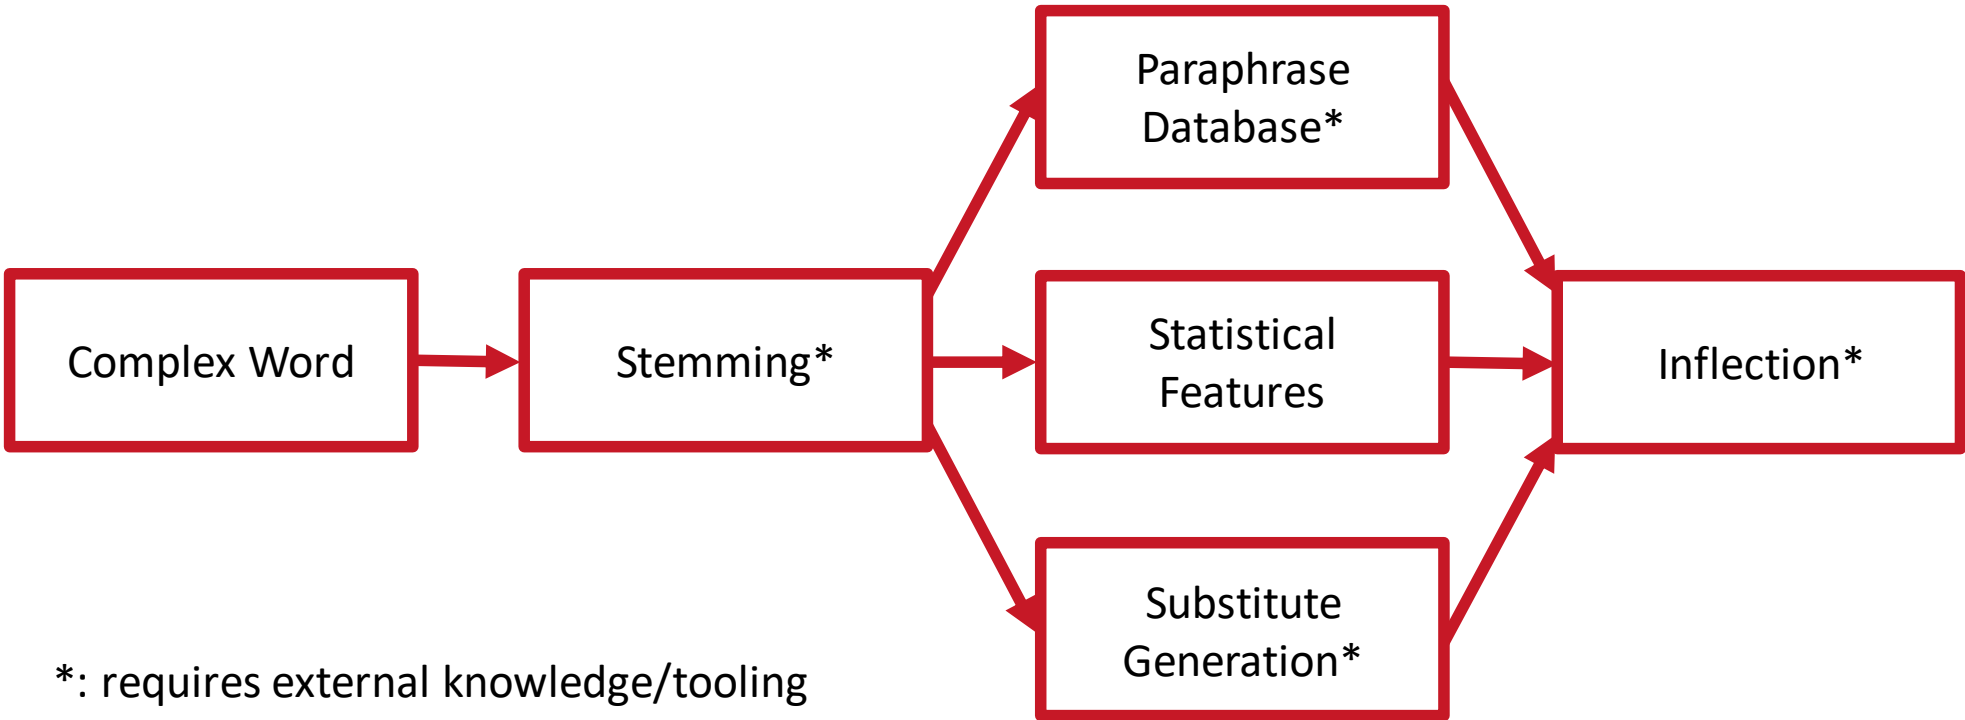 Complex Word
Stemming*
Paraphrase
Database*
Statistical
Features
Substitute
Generation*
Inflection*
*: requires external knowledge/tooling